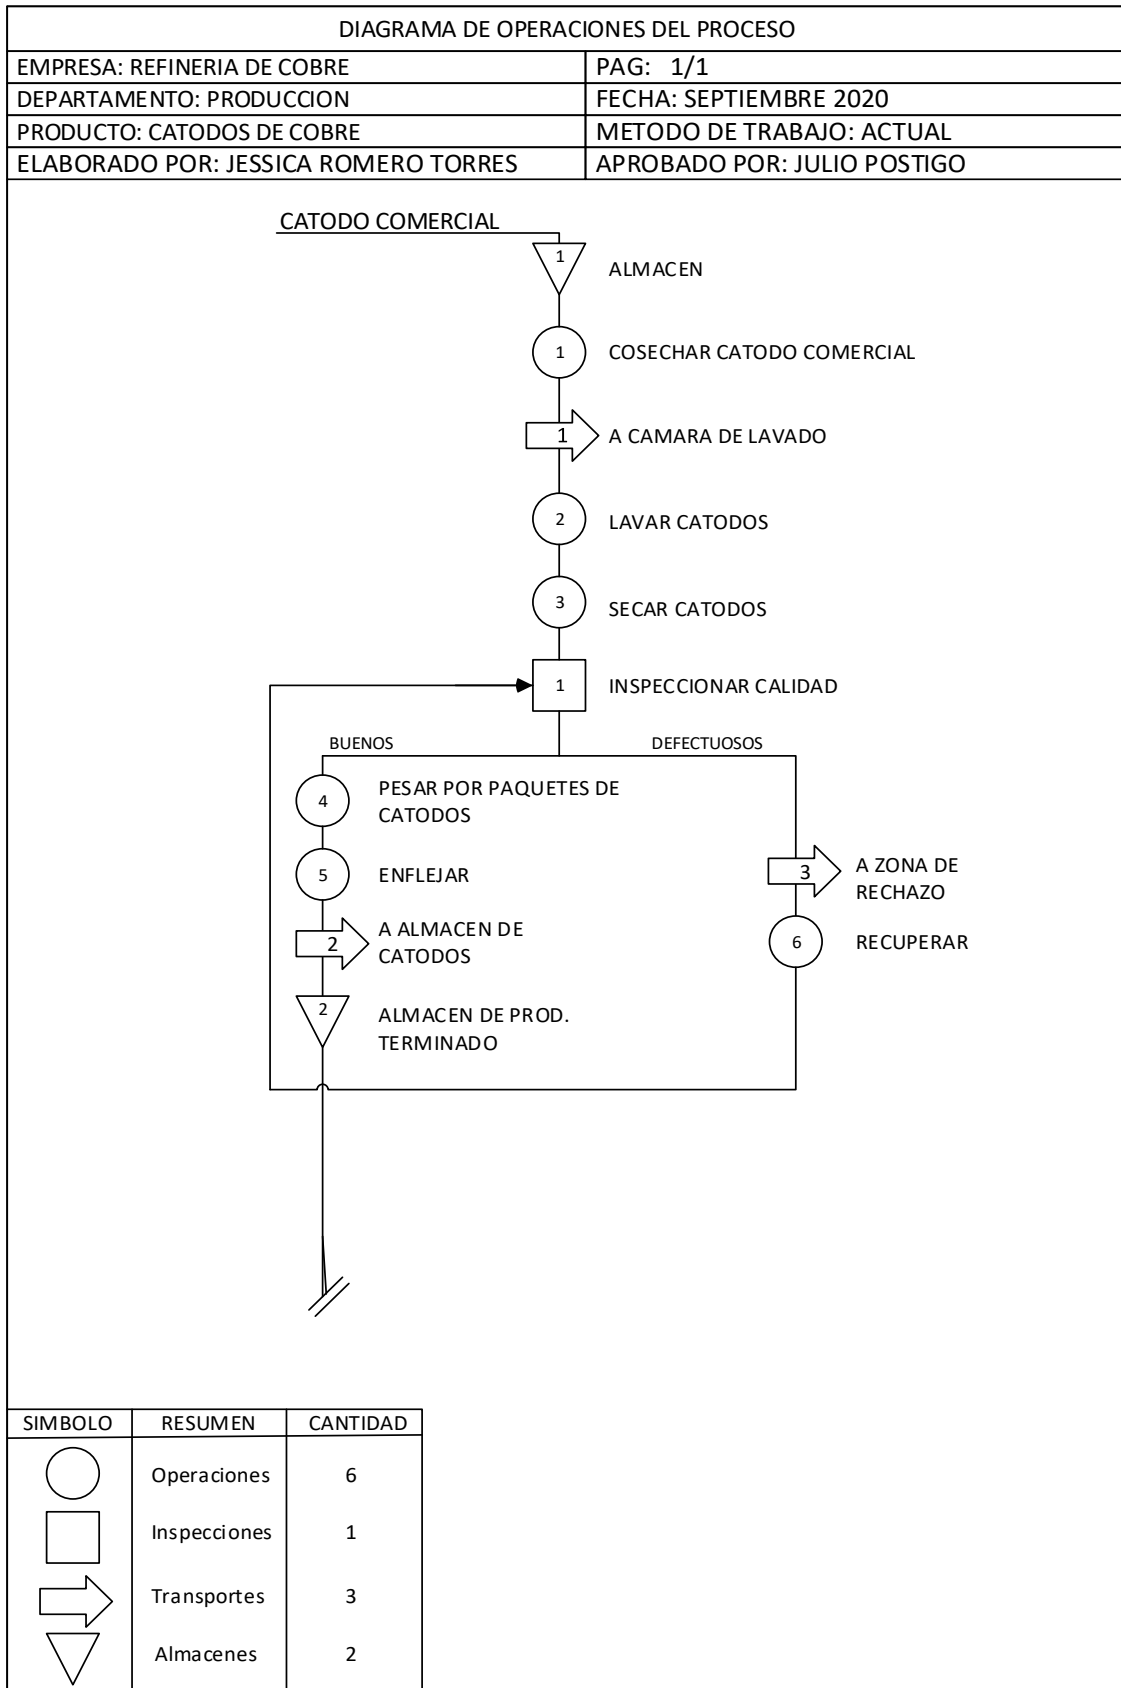 DIAGRAMA DE OPERACIONES DEL PROCESO
EMPRESA: REFINERIA DE COBRE
PAG: 1/1
DEPARTAMENTO: PRODUCCION
FECHA: SEPTIEMBRE 2020
PRODUCTO: CATODOS DE COBRE
METODO DE TRABAJO: ACTUAL
ELABORADO POR: JESSICA ROMERO TORRES
APROBADO POR: JULIO POSTIGO
CATODO COMERCIAL
1
ALMACEN
1
COSECHAR CATODO COMERCIAL
1
A CAMARA DE LAVADO
2
LAVAR CATODOS
3
SECAR CATODOS
1
INSPECCIONAR CALIDAD
BUENOS
DEFECTUOSOS
4
PESAR POR PAQUETES DE
CATODOS
5
ENFLEJAR
2
A ALMACEN DE
CATODOS
2
ALMACEN DE PROD.
TERMINADO
3
A ZONA DE
RECHAZO
6
RECUPERAR
SIMBOLO
RESUMEN
CANTIDAD
Operaciones
6
Inspecciones
1
Transportes
3
Almacenes
2